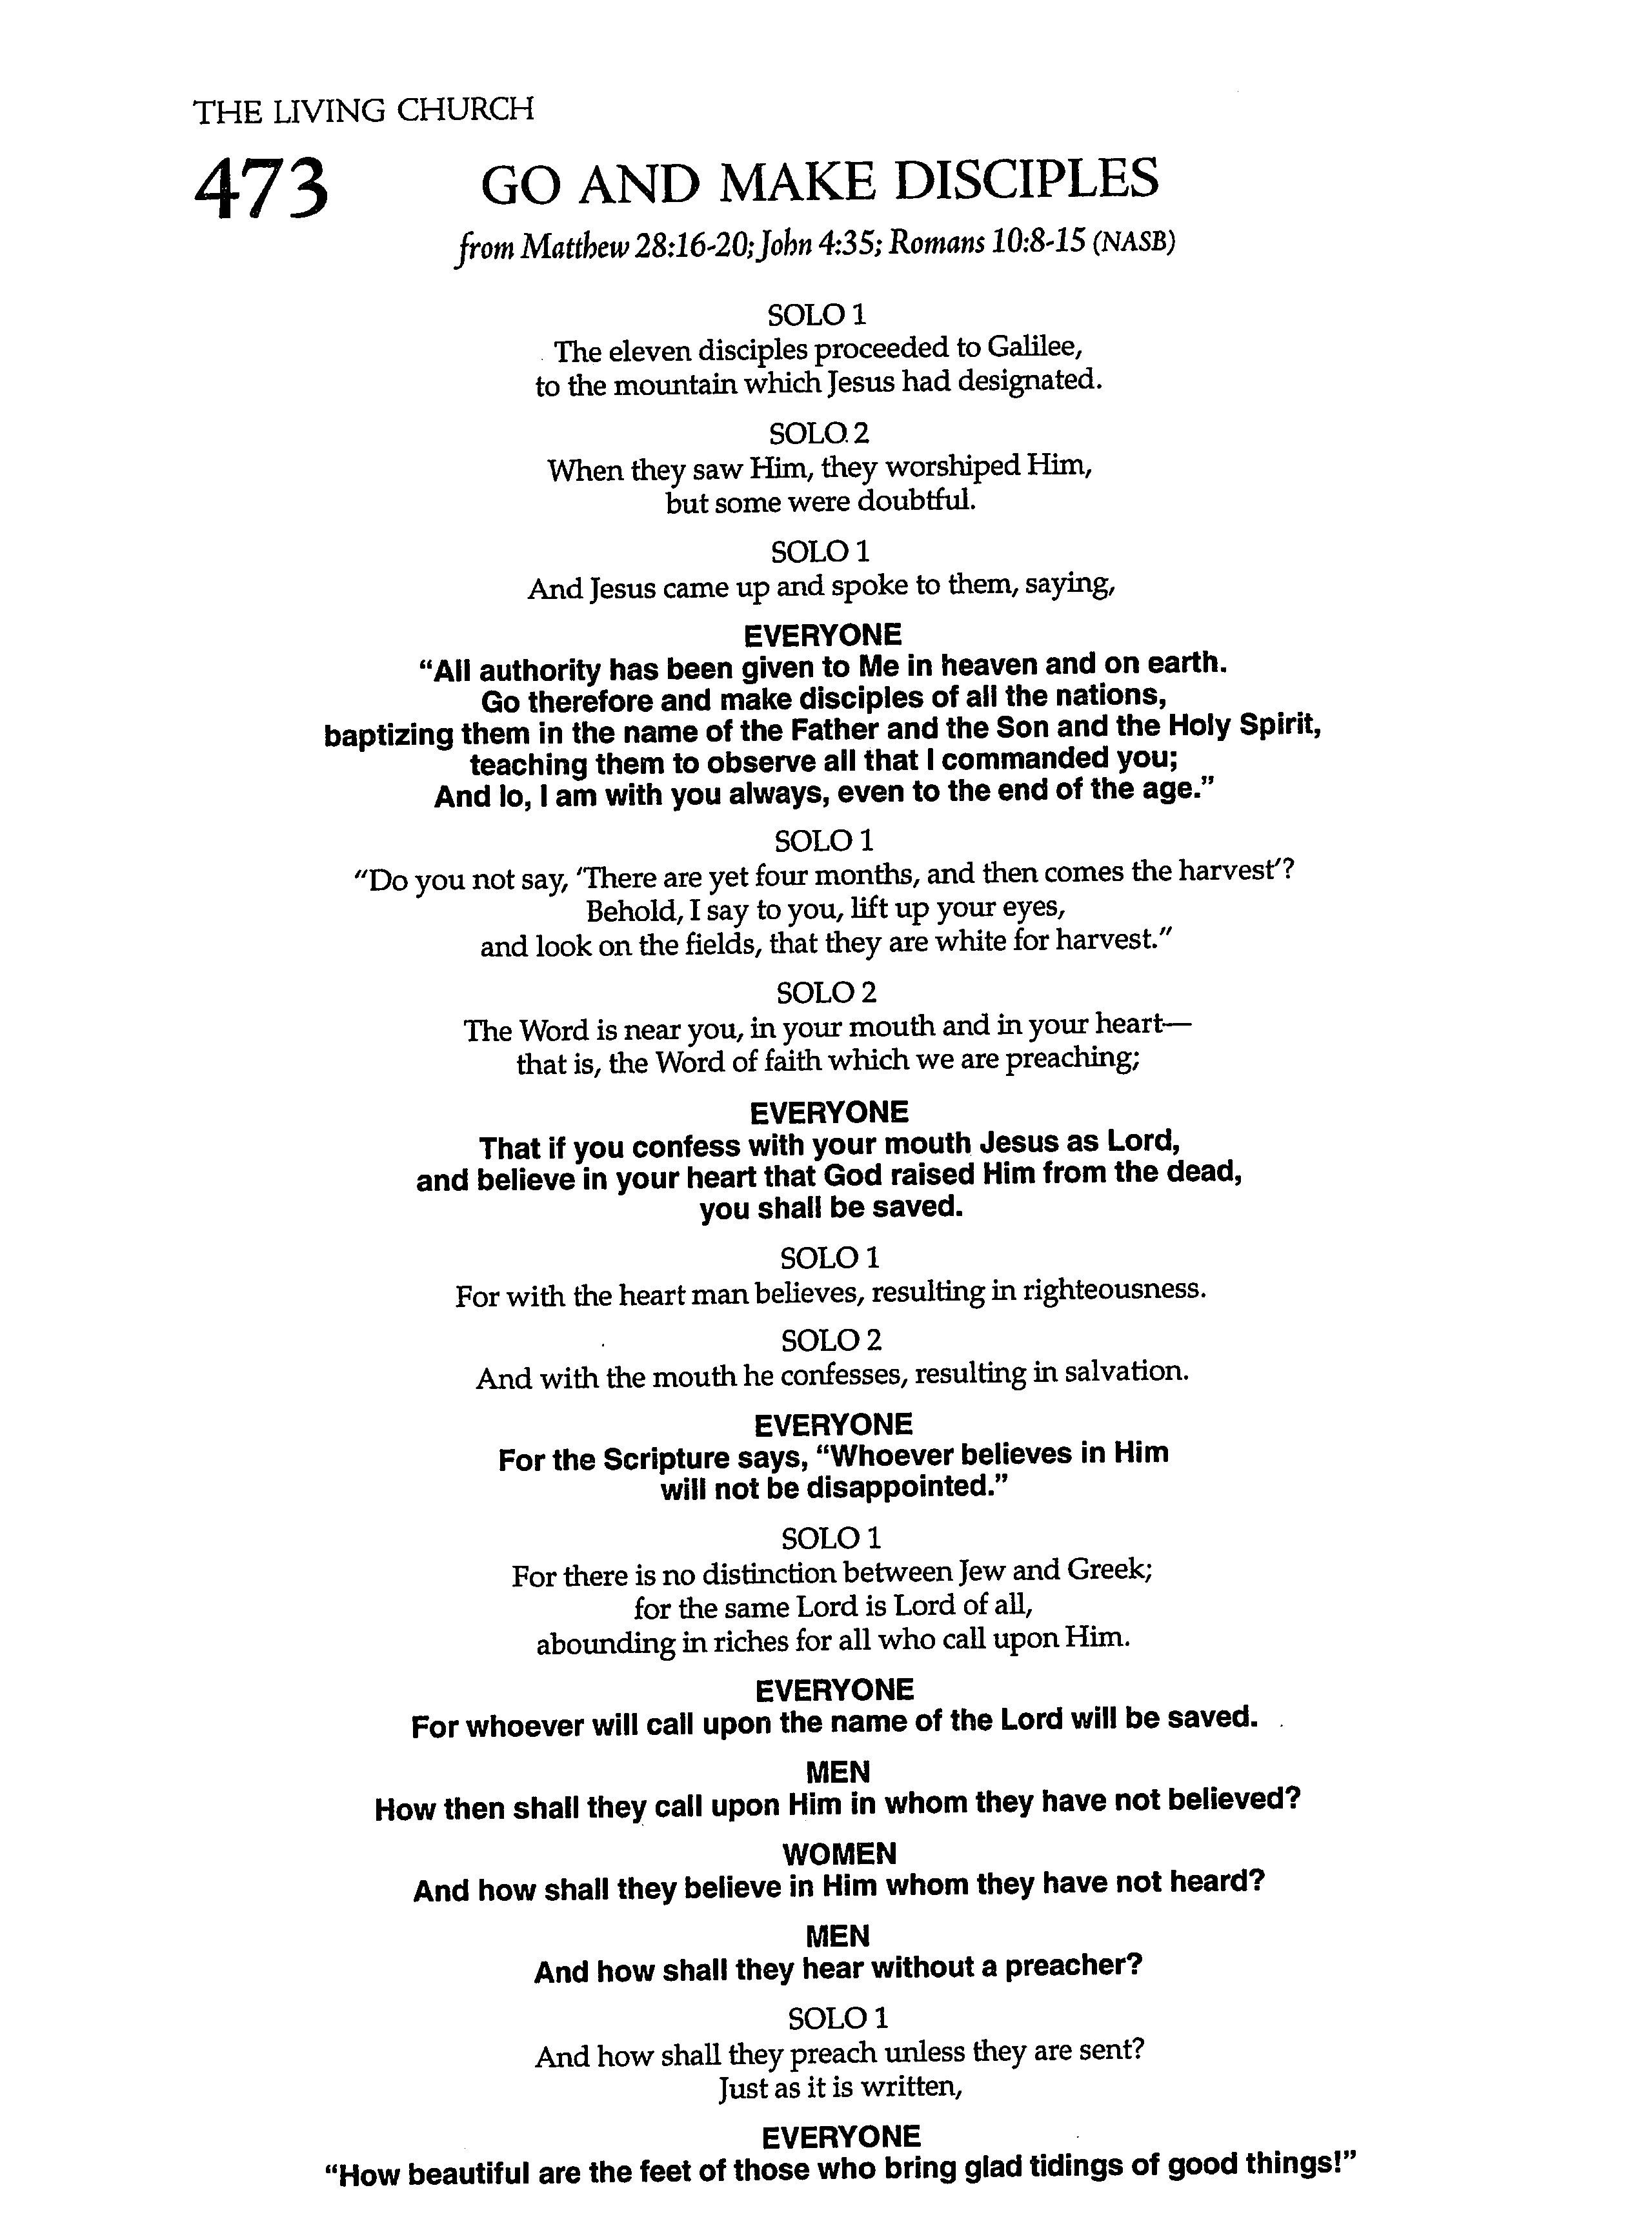 THE LIVING CHURCH
473 GO AND MAKE DISCIPLES
from Matthew 28:16-20; John 4:35; Romans 10:8-15 (NASB)
SOLO 1
The eleven disciples proceeded to Galilee,
to the mountain which Jesus had designated.
SOLO 2
When they saw Him, they worshiped Him,
but some were doubtful.
SOLO 1
And Jesus came up and spoke to them, saying,
EVERYONE
“All authority has been given to Me in heaven and on earth.
Go therefore and make disciples of all the nations,
baptizing them in the name of the Father and the Son and the Holy Spirit,
teaching them to observe all that I commanded you;
And lo, I am with you always, even to the end of the age.”
SOLO 1
“Do you not say, ‘There are yet four months, and then comes the harvest’?
Behold, I say to you, lift up your eyes,
and look on the fields, that they are white for harvest.”
SOLO 2
The Word is near you, in your mouth and in your heart—
that is, the Word of faith which we are preaching;
EVERYONE
That if you confess with your mouth Jesus as Lord,
and believe in your heart that God raised Him from the dead,
you shall be saved.
SOLO 1
For with the heart man believes, resulting in righteousness.
SOLO 2
And with the mouth he confesses, resulting in salvation.
EVERYONE
For the Scripture says, “Whoever believes in Him
will not be disappointed.”
SOLO 1
For there is no distinction between Jew and Greek;
for the same Lord is Lord of all,
abounding in riches for all who call upon Him.
EVERYONE
For whoever will call upon the name of the Lord will be saved.
MEN
How then shall they call upon Him in whom they have not believed?
WOMEN
And how shall they believe in Him whom they have not heard?
MEN
And how shall they hear without a preacher?
SOLO 1
And how shall they preach unless they are sent?
Just as it is written,
EVERYONE
“How beautiful are the feet of those who bring glad tidings of good things!”